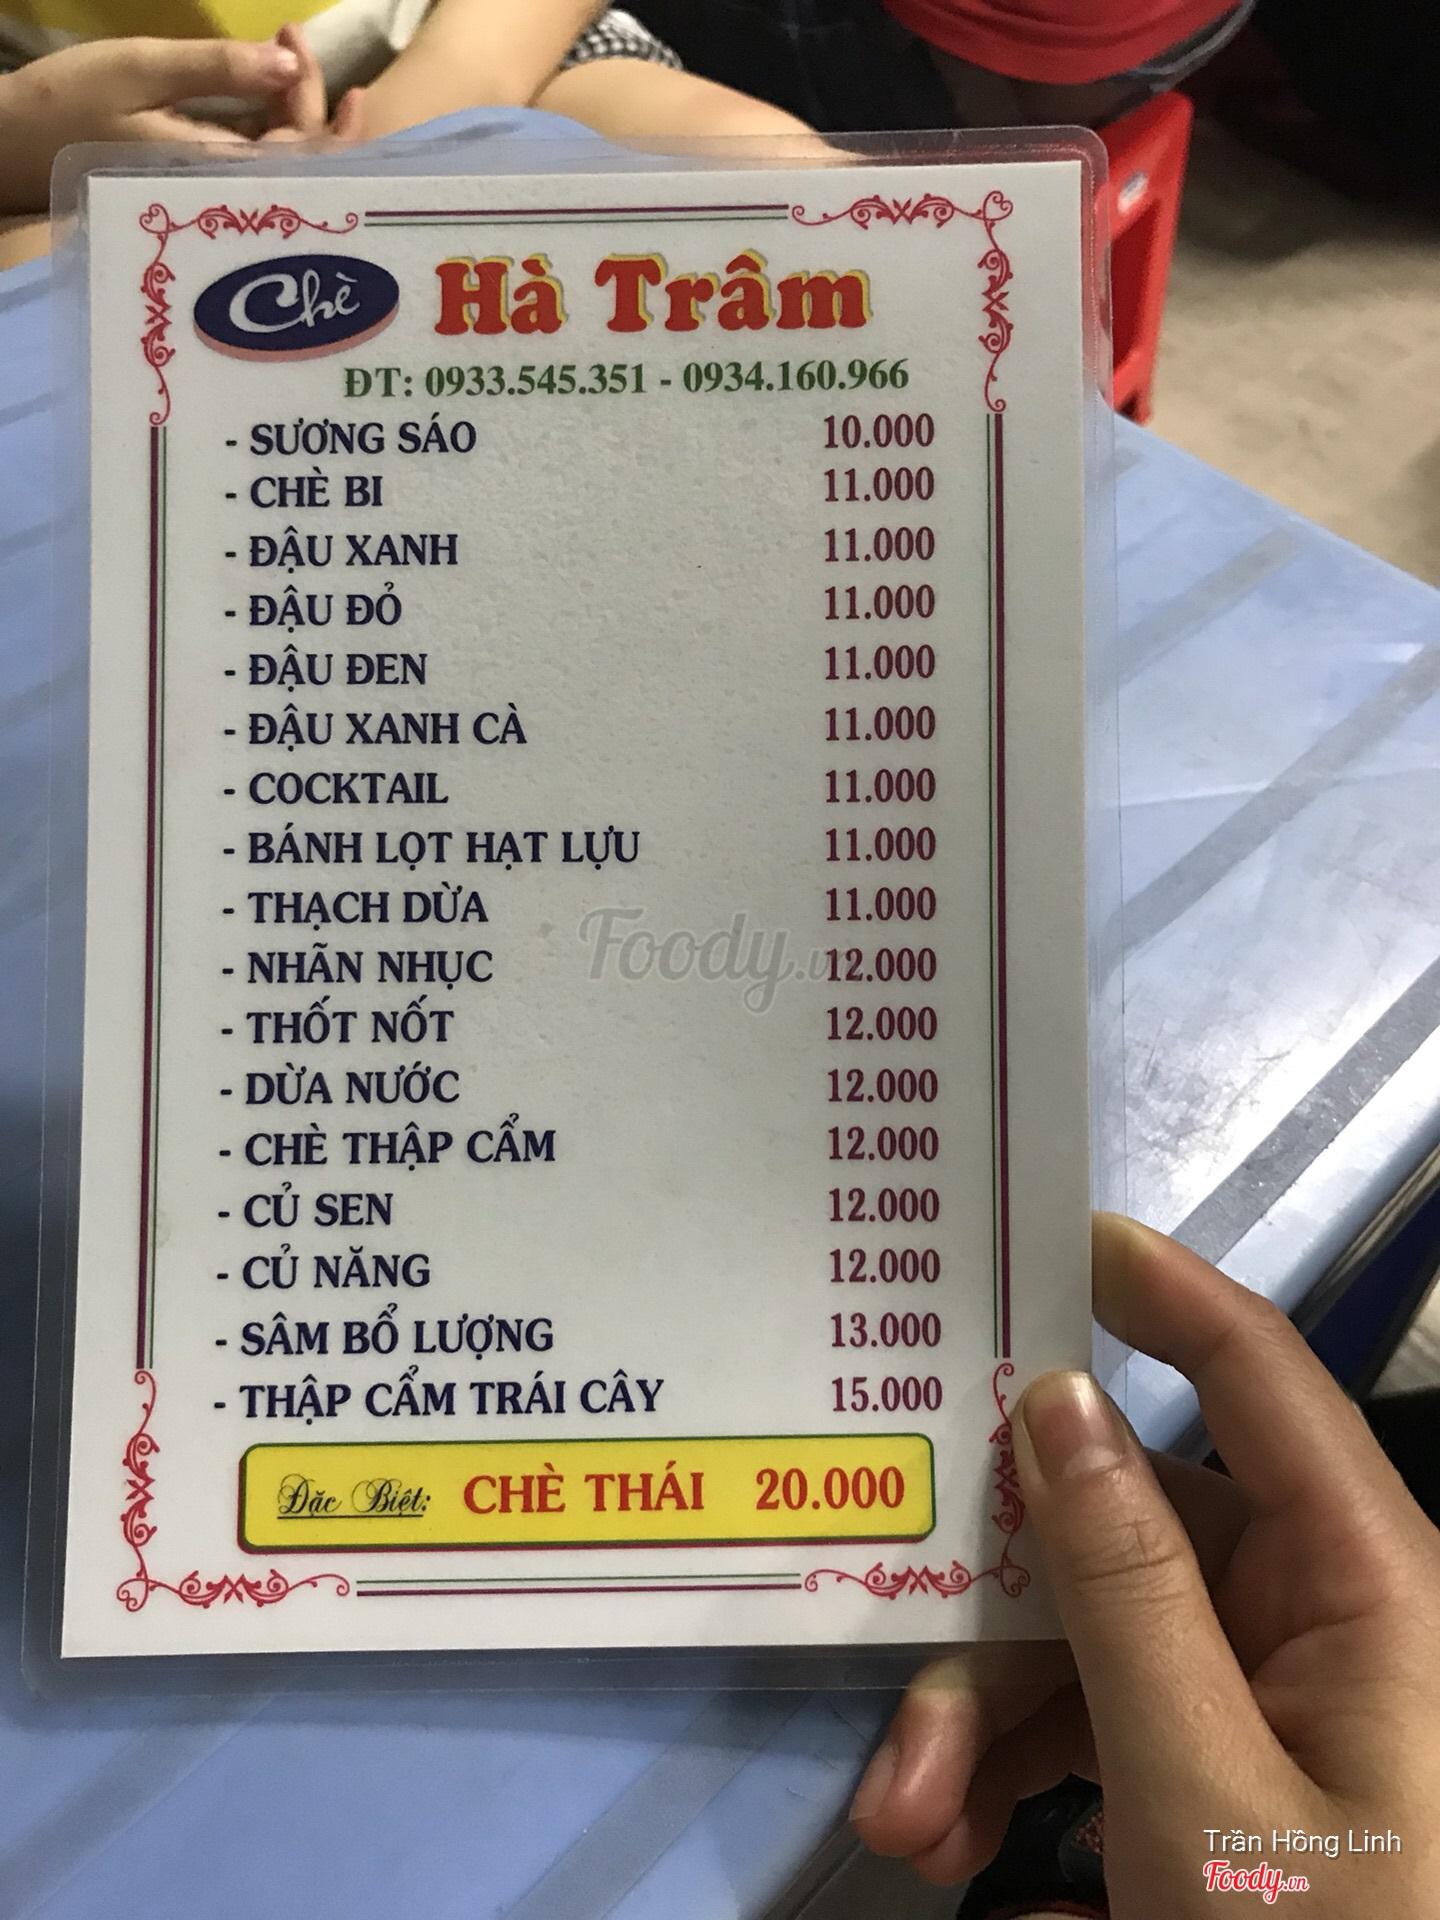 Chè Hà Trâm
ĐT: 0933.545.351 - 0934.160.966
- SƯƠNG SÁO 10.000
- CHÈ BI 11.000
- ĐẬU XANH 11.000
- ĐẬU ĐỎ 11.000
- ĐẬU ĐEN 11.000
- ĐẬU XANH CÀ 11.000
- COCKTAIL 11.000
- BÁNH LỌT HẠT LỰU 11.000
- THẠCH DỪA 11.000
- NHÃN NHỤC 12.000
- THỐT NỐT 12.000
- DỪA NƯỚC 12.000
- CHÈ THẬP CẨM 12.000
- CỦ SEN 12.000
- CỦ NĂNG 12.000
- SÂM BỔ LƯỢNG 13.000
- THẬP CẨM TRÁI CÂY 15.000
Đặc Biệt: CHÈ THÁI 20.000
Foody.vn
Trần Hồng Linh
Foody.vn